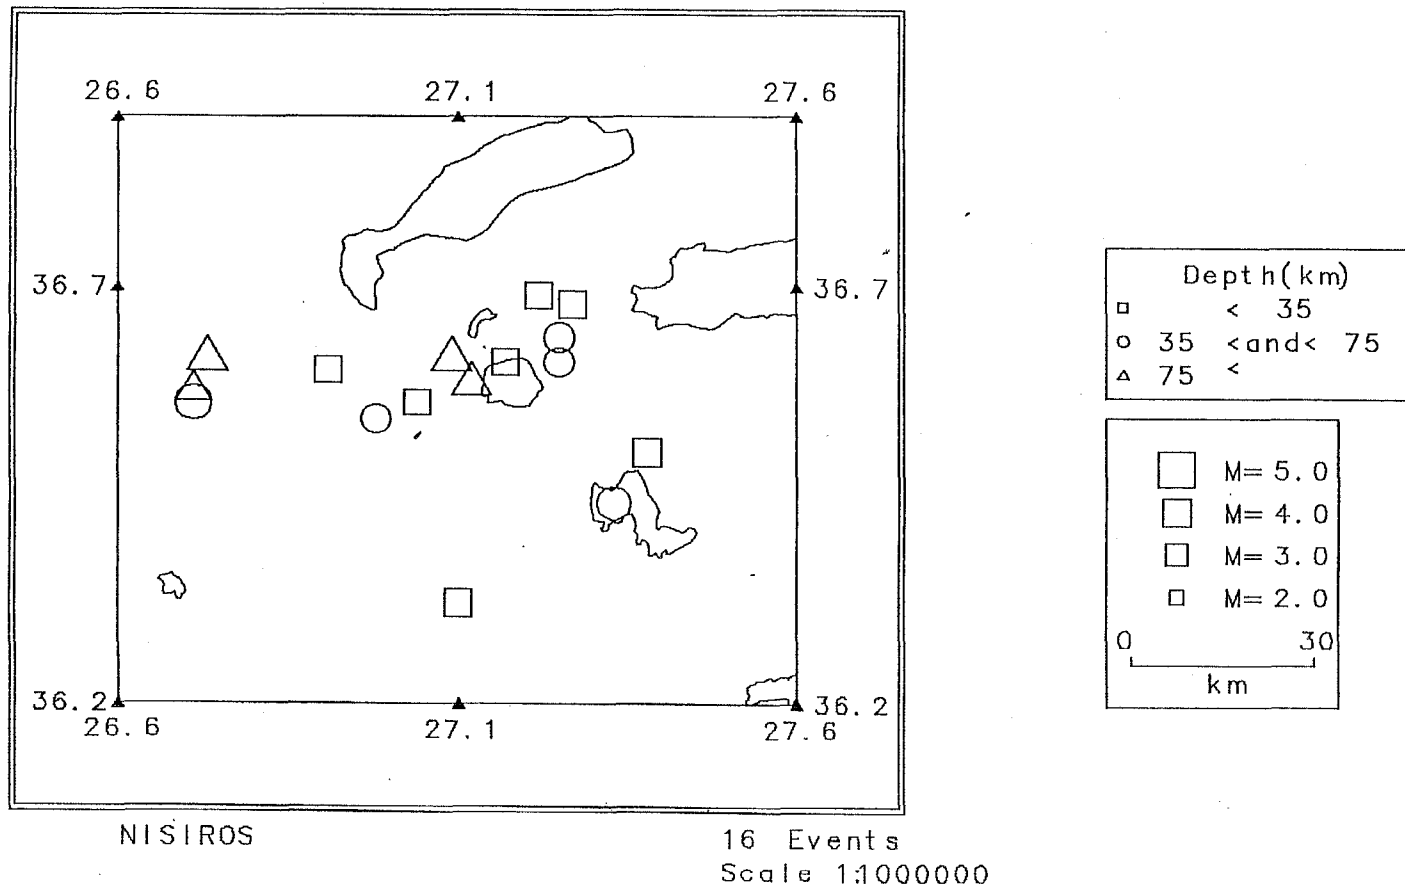 26.6 27.1 27.6
36.7 36.7
36.2 36.2
26.6 27.1 27.6
NISIROS
16 Events
Scale 1:1000000
Depth(km)
< 35
35 <and< 75
75 <
M=5.0
M=4.0
M=3.0
M=2.0
0 30
km